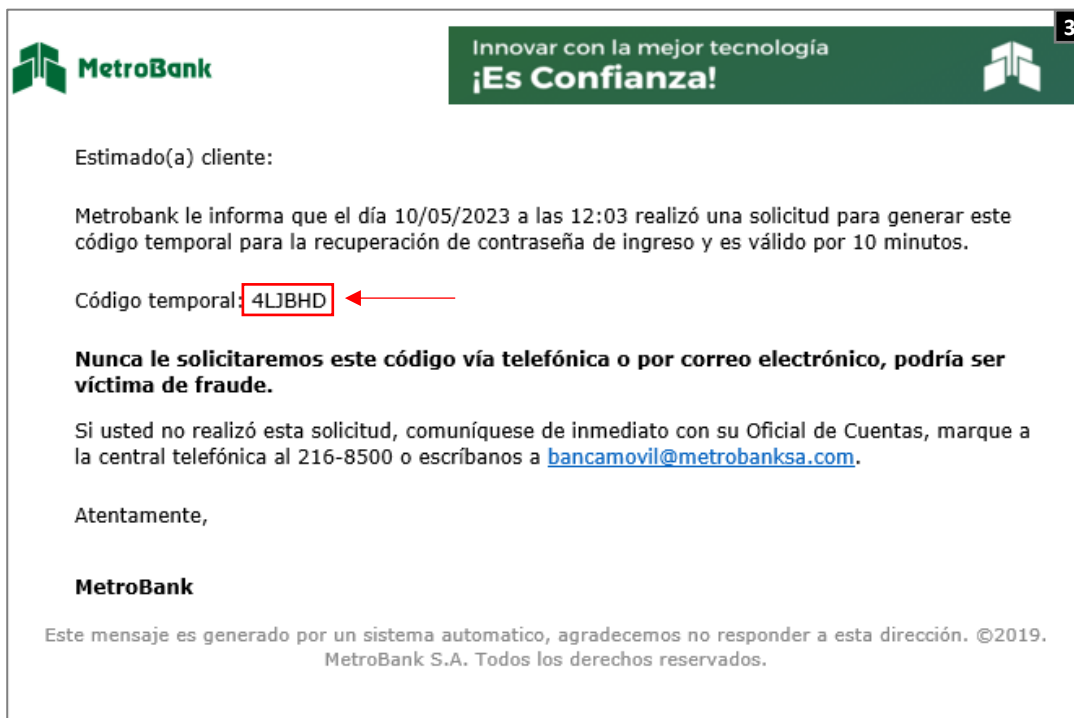 3
MetroBank
Innovar con la mejor tecnología
¡Es Confianza!
Estimado(a) cliente:
Metrobank le informa que el día 10/05/2023 a las 12:03 realizó una solicitud para generar este
código temporal para la recuperación de contraseña de ingreso y es válido por 10 minutos.
Código temporal: 4LJBHD
Nunca le solicitaremos este código vía telefónica o por correo electrónico, podría ser
víctima de fraude.
Si usted no realizó esta solicitud, comuníquese de inmediato con su Oficial de Cuentas, marque a
la central telefónica al 216-8500 o escríbanos a bancamovil@metrobanksa.com.
Atentamente,
MetroBank
Este mensaje es generado por un sistema automatico, agradecemos no responder a esta dirección. ©2019.
MetroBank S.A. Todos los derechos reservados.